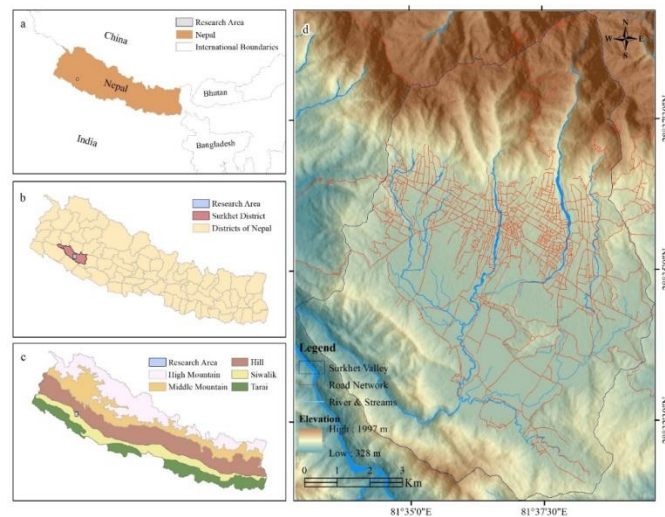 a
Research Area
Nepal
International Boundaries
China
Nepal
Bhutan
India
Bangladesh
b
Research Area
Surkhet District
Districts of Nepal
c
Research Area
High Mountain
Middle Mountain
Hill
Siwalik
Tarai
d
N
W
E
S
Legend
Surkhet Valley
Road Network
River & Streams
Elevation
High : 1997 m
Low : 328 m
0 1 2 3
Km
81°35'0"E
81°37'30"E